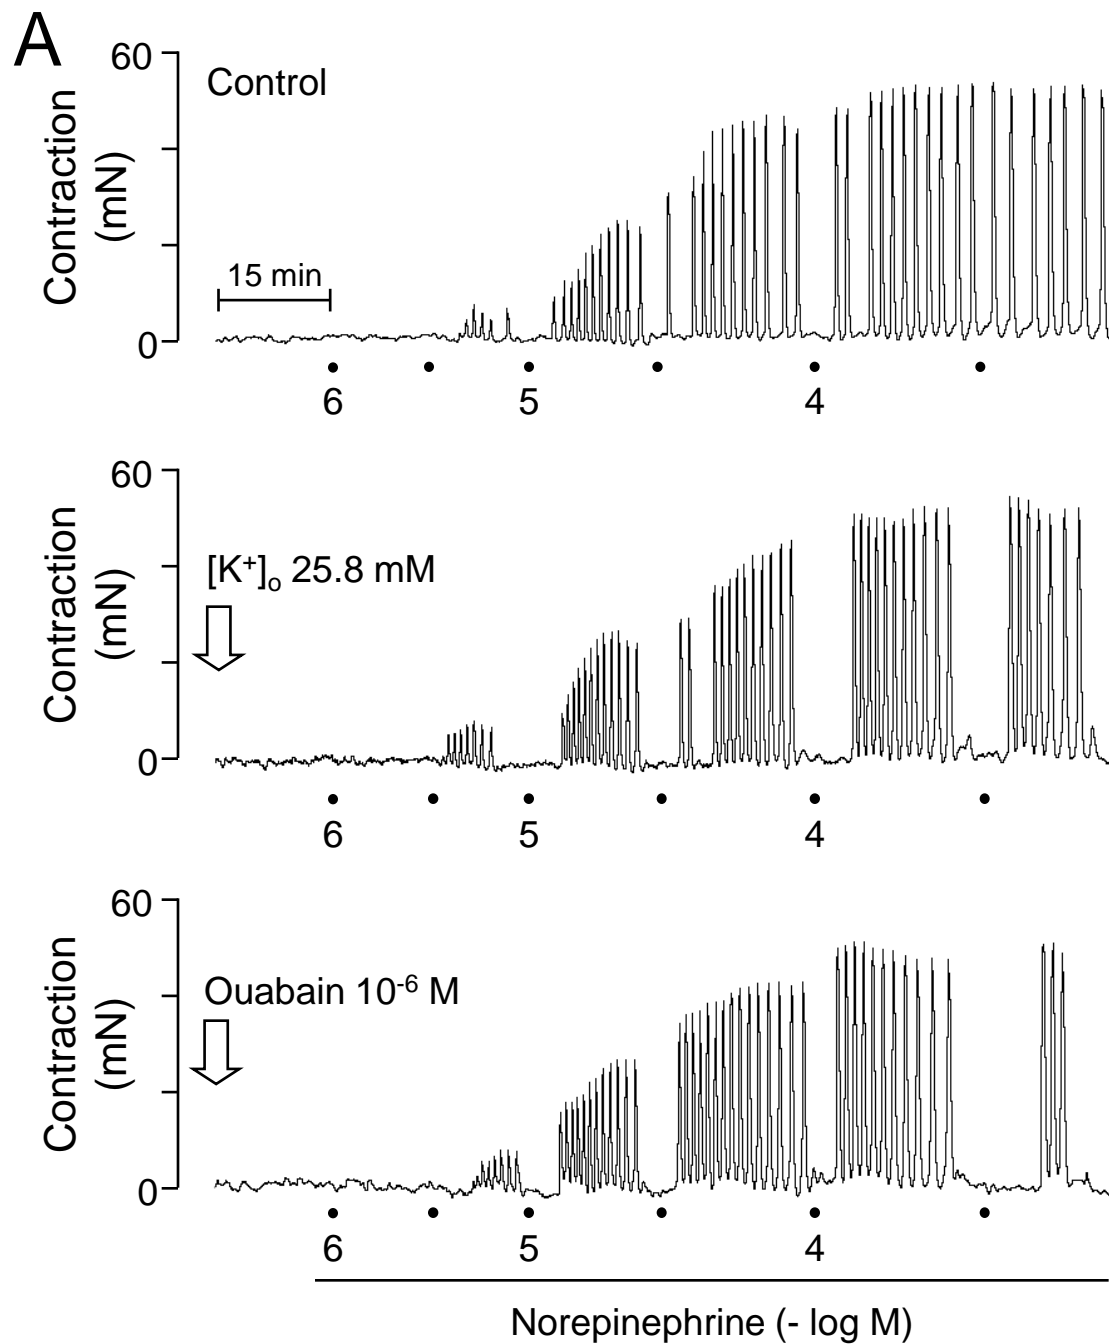 A
60
Control
Contraction
(mN)
15 min
0
6 5 4
60
[K⁺]ₒ 25.8 mM
Contraction
(mN)
0
6 5 4
60
Ouabain 10⁻⁶ M
Contraction
(mN)
0
6 5 4
Norepinephrine (- log M)